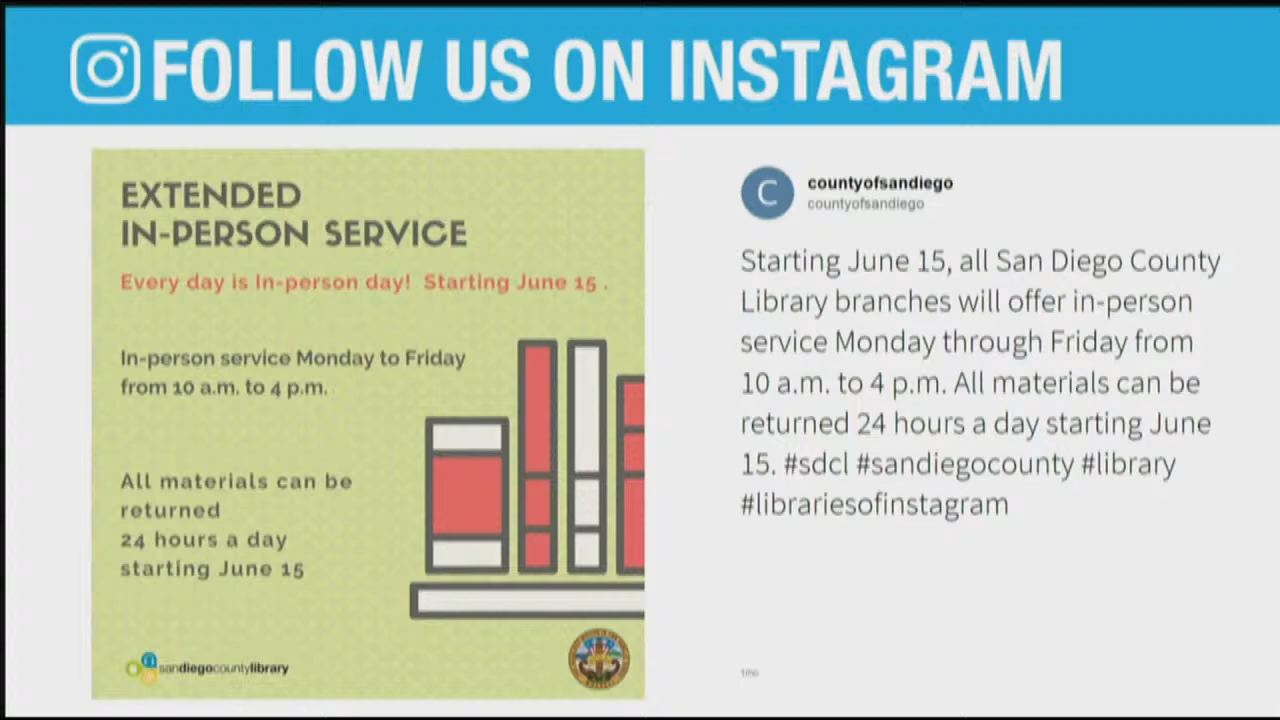 FOLLOW US ON INSTAGRAM
EXTENDED
IN-PERSON SERVICE
Every day is In-person day! Starting June 15 .
In-person service Monday to Friday
from 10 a.m. to 4 p.m.
All materials can be
returned
24 hours a day
starting June 15
sandiegocountylibrary
C
countyofsandiego
countyofsandiego
Starting June 15, all San Diego County
Library branches will offer in-person
service Monday through Friday from
10 a.m. to 4 p.m. All materials can be
returned 24 hours a day starting June
15. #sdcl #sandiegocounty #library
#librariesofinstagram